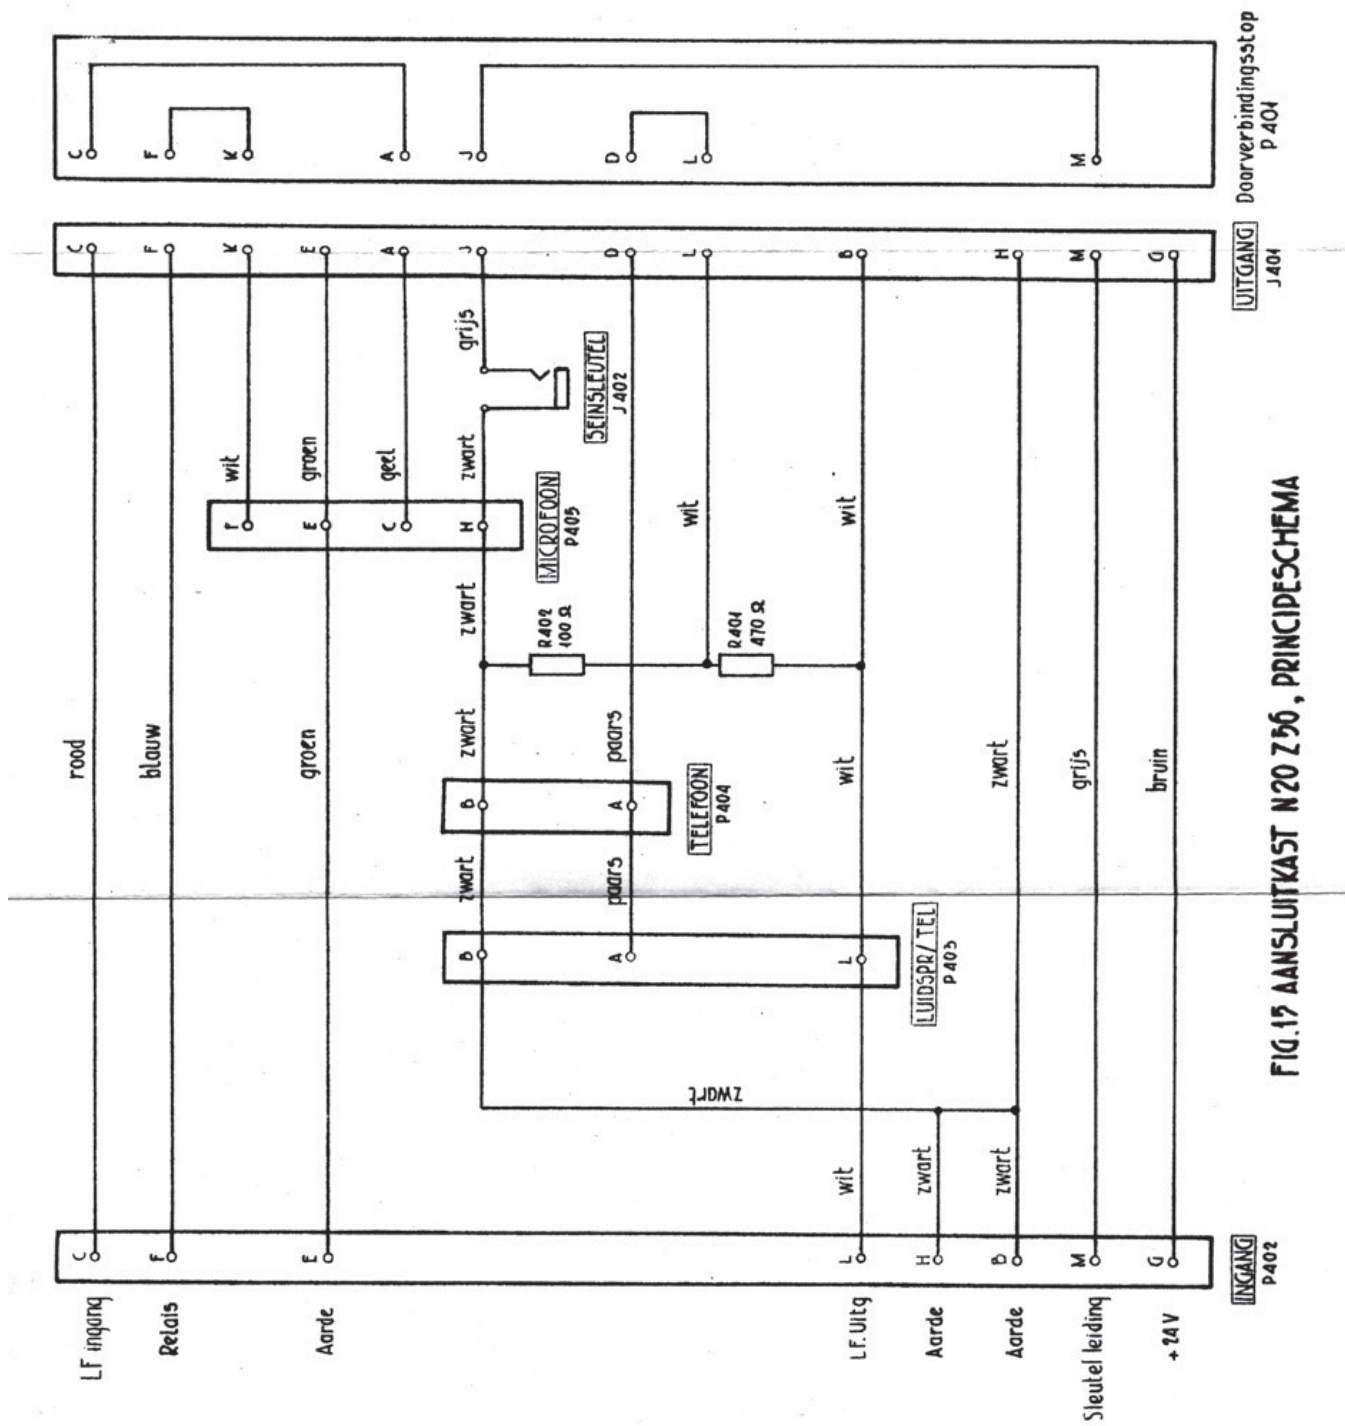 LF ingang
Relais
Aarde
L.F. Uitg
Aarde
Aarde
Sleutel leiding
+ 24 V
C
F
E
L
H
B
M
G
INGANG
P402
rood
blauw
groen
zwart
wit
zwart
zwart
B
A
L
LUIDSPR/TEL
P403
zwart
paars
wit
zwart
grijs
bruin
B
A
TELEFOON
P404
zwart
paars
R402
100 Ω
R401
470 Ω
zwart
F
E
C
H
MICROFOON
P405
wit
groen
geel
zwart
wit
wit
SEINSLEUTEL
J402
grijs
C
F
K
E
A
J
D
L
B
H
M
G
UITGANG
J401
C
F
K
A
J
D
L
M
Doorverbindingsstop
P401
FIG.15 AANSLUITKAST N20 Z56, PRINCIPESCHEMA